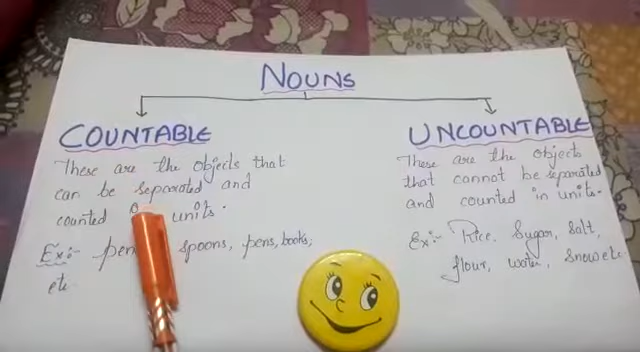 NOUNS
COUNTABLE
These are the objects that
can be separated and
counted units.
Ex:- spoons, pens, books,
etc.
UNCOUNTABLE
These are the objects
that cannot be separated
and counted in units.
Ex:- Rice, Sugar, Salt,
flour, water, snow etc